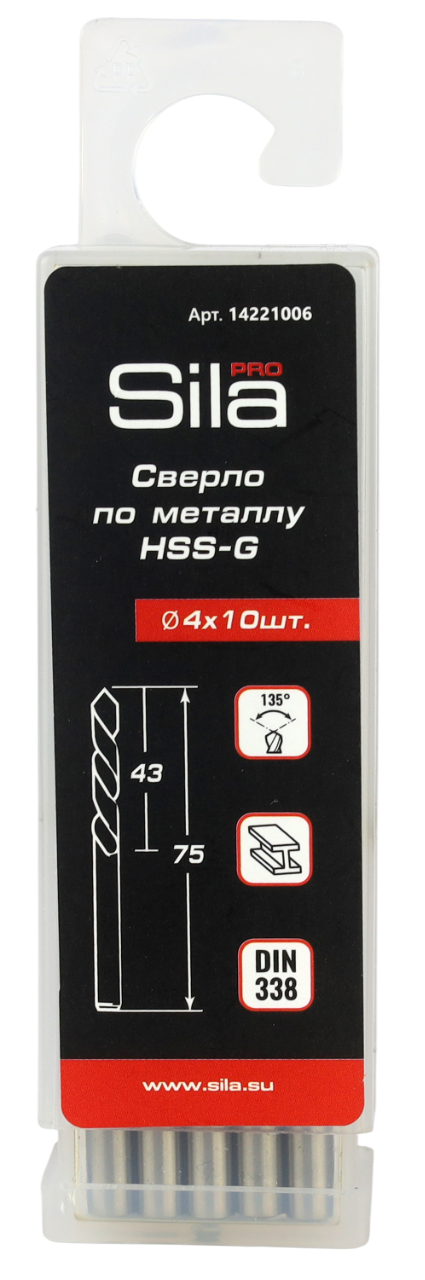 Арт. 14221006
PRO
Sila
Сверло
по металлу
HSS-G
Ø4x10шт.
135°
43
75
DIN
338
www.sila.su